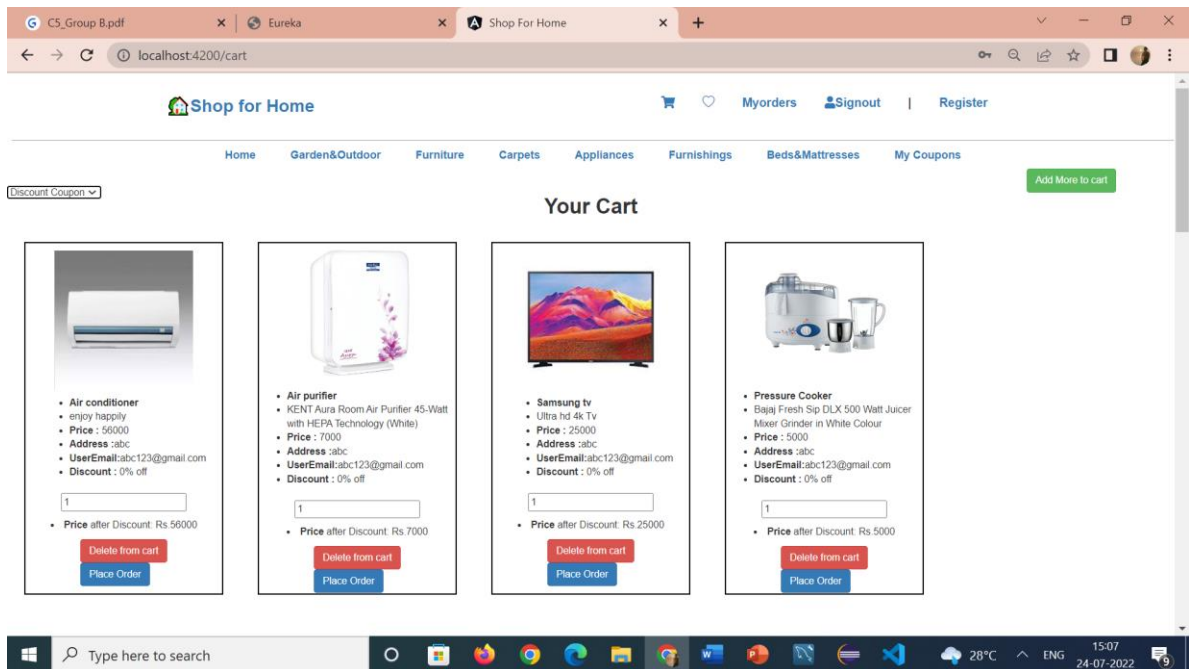 C5_Group B.pdf
Eureka
Shop For Home
localhost:4200/cart
Shop for Home
Myorders
Signout
|
Register
Home
Garden&Outdoor
Furniture
Carpets
Appliances
Furnishings
Beds&Mattresses
My Coupons
Add More to cart
Discount Coupon
Your Cart
Air conditioner
enjoy happily
Price : 56000
Address :abc
UserEmail:abc123@gmail.com
Discount : 0% off
1
Price after Discount: Rs.56000
Delete from cart
Place Order
Air purifier
KENT Aura Room Air Purifier 45-Watt
with HEPA Technology (White)
Price : 7000
Address :abc
UserEmail:abc123@gmail.com
Discount : 0% off
1
Price after Discount: Rs.7000
Delete from cart
Place Order
Samsung tv
Ultra hd 4k Tv
Price : 25000
Address :abc
UserEmail:abc123@gmail.com
Discount : 0% off
1
Price after Discount: Rs.25000
Delete from cart
Place Order
Pressure Cooker
Bajaj Fresh Sip DLX 500 Watt Juicer
Mixer Grinder in White Colour
Price : 5000
Address :abc
UserEmail:abc123@gmail.com
Discount : 0% off
1
Price after Discount: Rs.5000
Delete from cart
Place Order
Type here to search
28°C
ENG
15:07
24-07-2022
9